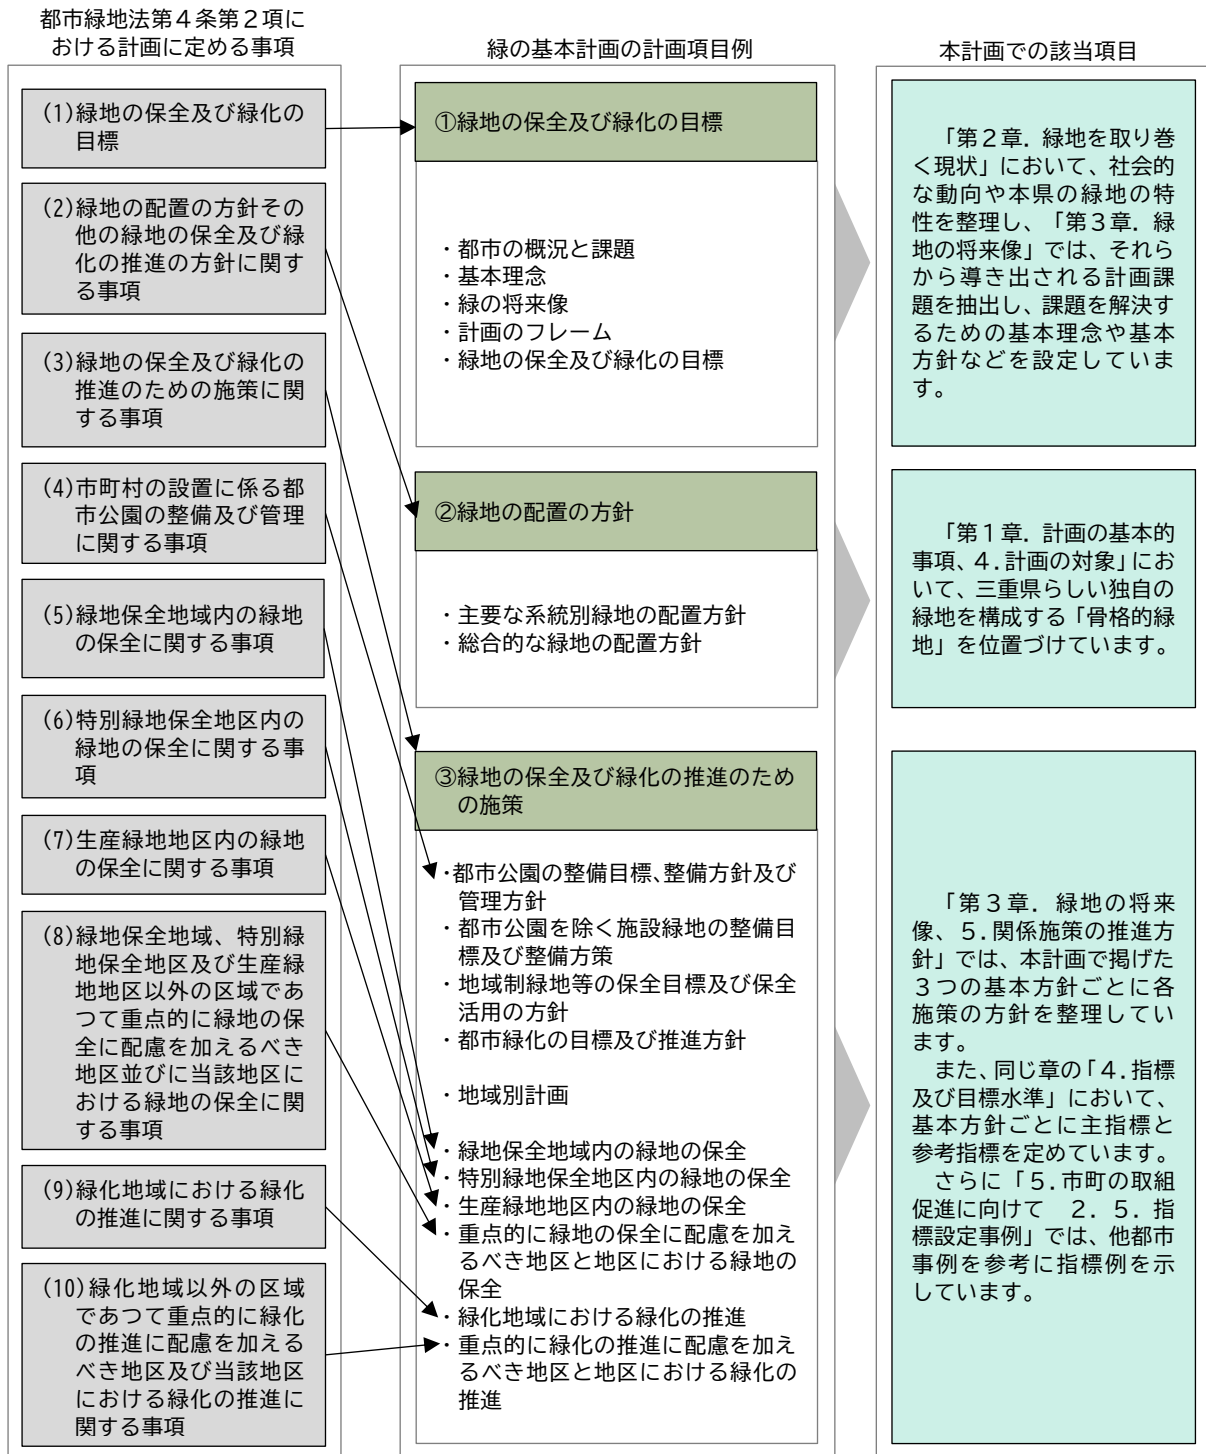 都市緑地法第４条第２項に
おける計画に定める事項
(1)緑地の保全及び緑化の
目標
(2)緑地の配置の方針その
他の緑地の保全及び緑
化の推進の方針に関す
る事項
(3)緑地の保全及び緑化の
推進のための施策に関
する事項
(4)市町村の設置に係る都
市公園の整備及び管理
に関する事項
(5)緑地保全地域内の緑地
の保全に関する事項
(6)特別緑地保全地区内の
緑地の保全に関する事
項
(7)生産緑地地区内の緑地
の保全に関する事項
(8)緑地保全地域、特別緑
地保全地区及び生産緑
地地区以外の区域であ
つて重点的に緑地の保
全に配慮を加えるべき
地区並びに当該地区に
おける緑地の保全に関
する事項
(9)緑化地域における緑化
の推進に関する事項
(10)緑化地域以外の区域
であつて重点的に緑化
の推進に配慮を加える
べき地区及び当該地区
における緑化の推進に
関する事項
緑の基本計画の計画項目例
①緑地の保全及び緑化の目標
・都市の概況と課題
・基本理念
・緑の将来像
・計画のフレーム
・緑地の保全及び緑化の目標
②緑地の配置の方針
・主要な系統別緑地の配置方針
・総合的な緑地の配置方針
③緑地の保全及び緑化の推進のため
の施策
・都市公園の整備目標、整備方針及び
管理方針
・都市公園を除く施設緑地の整備目
標及び整備方策
・地域制緑地等の保全目標及び保全
活用の方針
・都市緑化の目標及び推進方針
・地域別計画
・緑地保全地域内の緑地の保全
・特別緑地保全地区内の緑地の保全
・生産緑地地区内の緑地の保全
・重点的に緑地の保全に配慮を加え
るべき地区と地区における緑地の
保全
・緑化地域における緑化の推進
・重点的に緑化の推進に配慮を加え
るべき地区と地区における緑化の
推進
本計画での該当項目
「第２章．緑地を取り巻
く現状」において、社会的
な動向や本県の緑地の特
性を整理し、「第３章．緑
地の将来像」では、それら
から導き出される計画課
題を抽出し、課題を解決す
るための基本理念や基本
方針などを設定していま
す。
「第１章．計画の基本的
事項、４．計画の対象」にお
いて、三重県らしい独自の
緑地を構成する「骨格的緑
地」を位置づけています。
「第３章．緑地の将来
像、５．関係施策の推進方
針」では、本計画で掲げた
３つの基本方針ごとに各
施策の方針を整理してい
ます。
また、同じ章の「４．指標
及び目標水準」において、
基本方針ごとに主指標と
参考指標を定めています。
さらに「５．市町の取組
促進に向けて　２．５．指
標設定事例」では、他都市
事例を参考に指標例を示
しています。